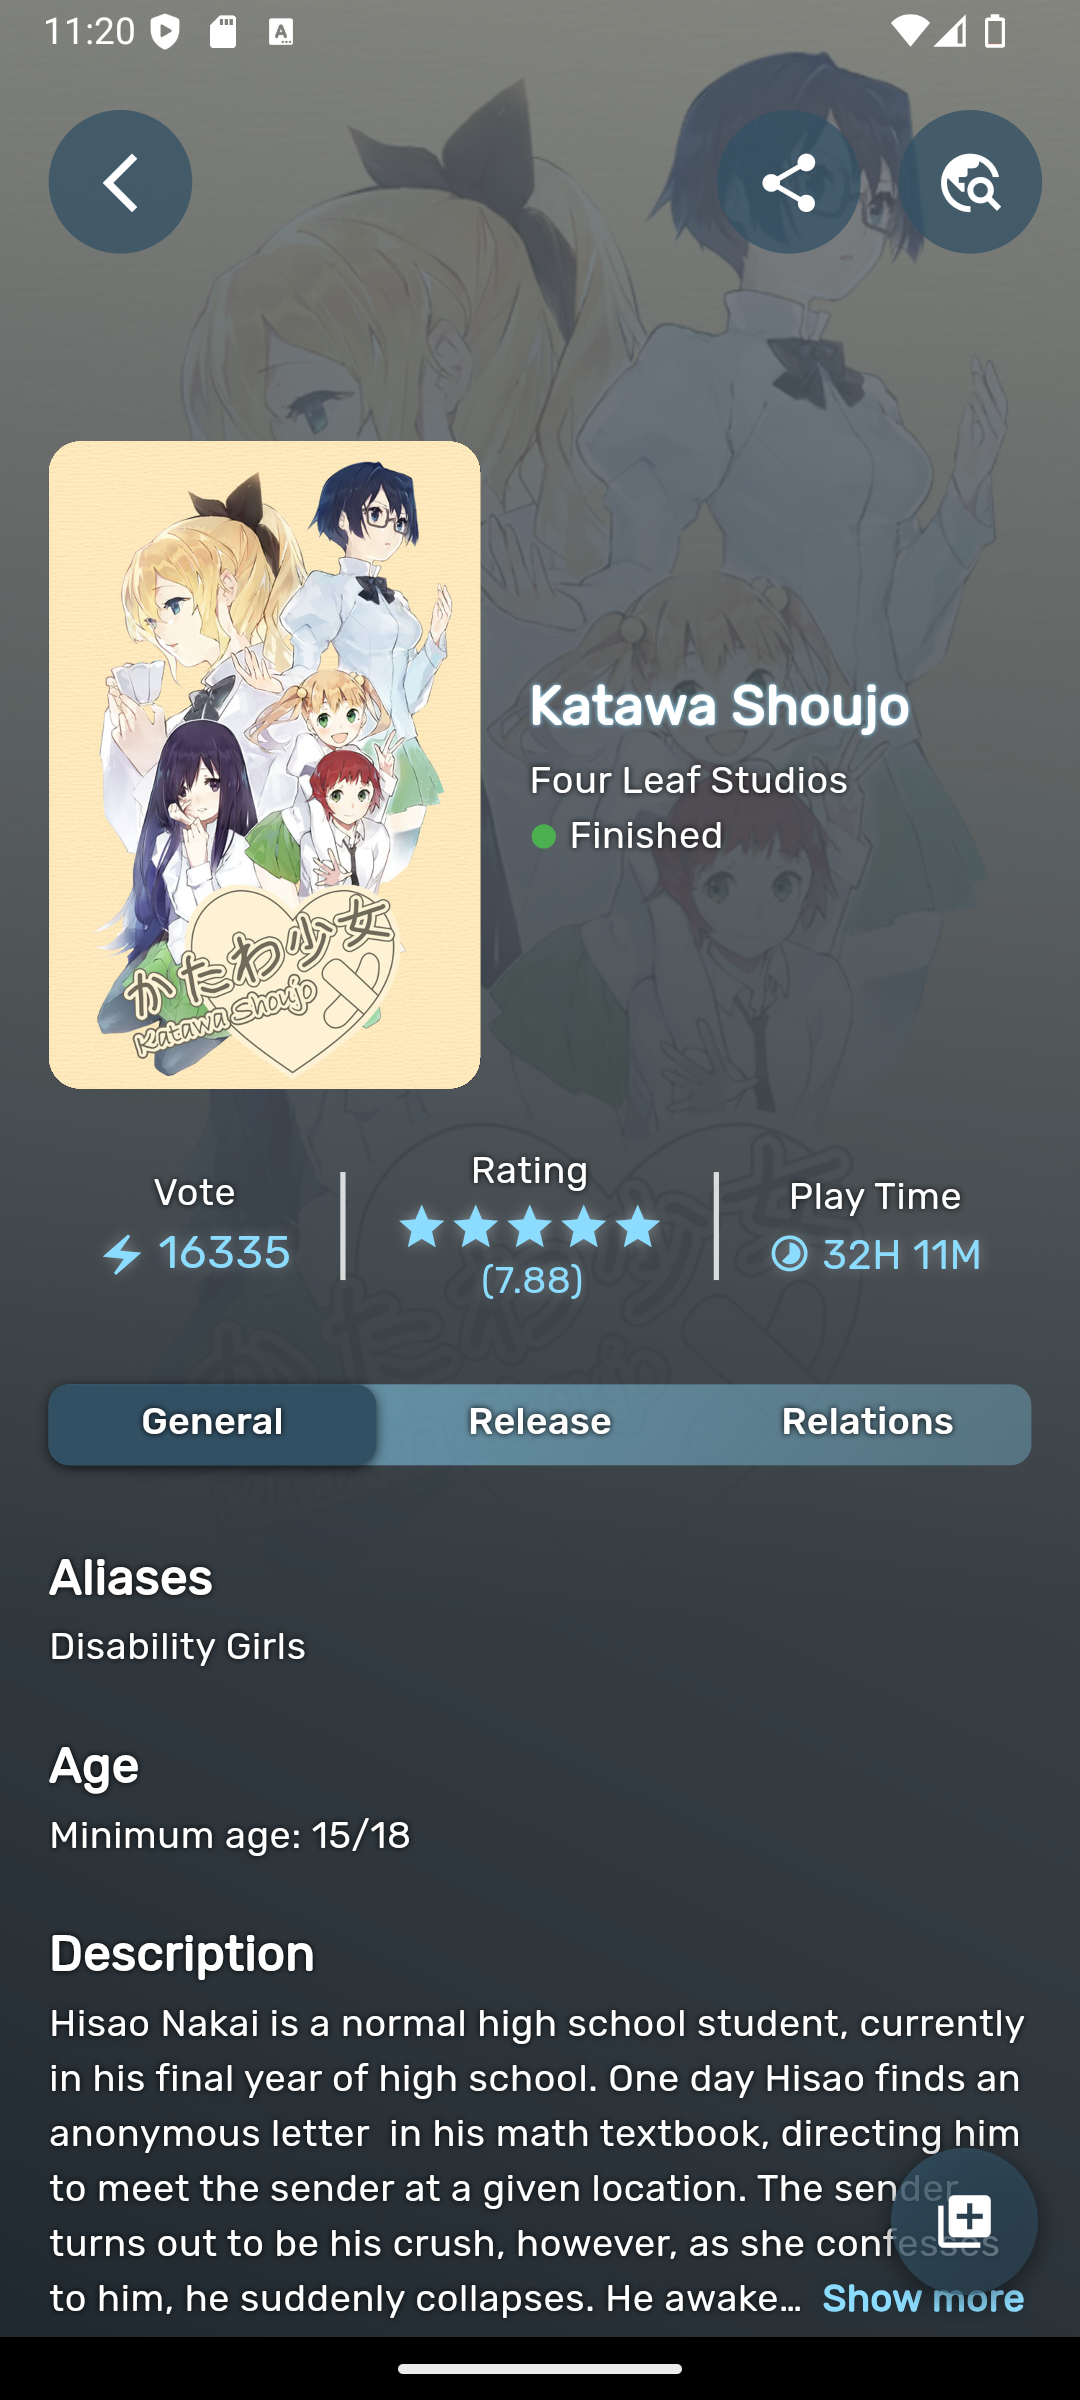 11:20
かたわ少女
Katawa Shoujo
Katawa Shoujo
Four Leaf Studios
Finished
Vote
16335
Rating
(7.88)
Play Time
32H 11M
General
Release
Relations
Aliases
Disability Girls
Age
Minimum age: 15/18
Description
Hisao Nakai is a normal high school student, currently
in his final year of high school. One day Hisao finds an
anonymous letter  in his math textbook, directing him
to meet the sender at a given location. The sender
turns out to be his crush, however, as she confesses
to him, he suddenly collapses. He awake… Show more